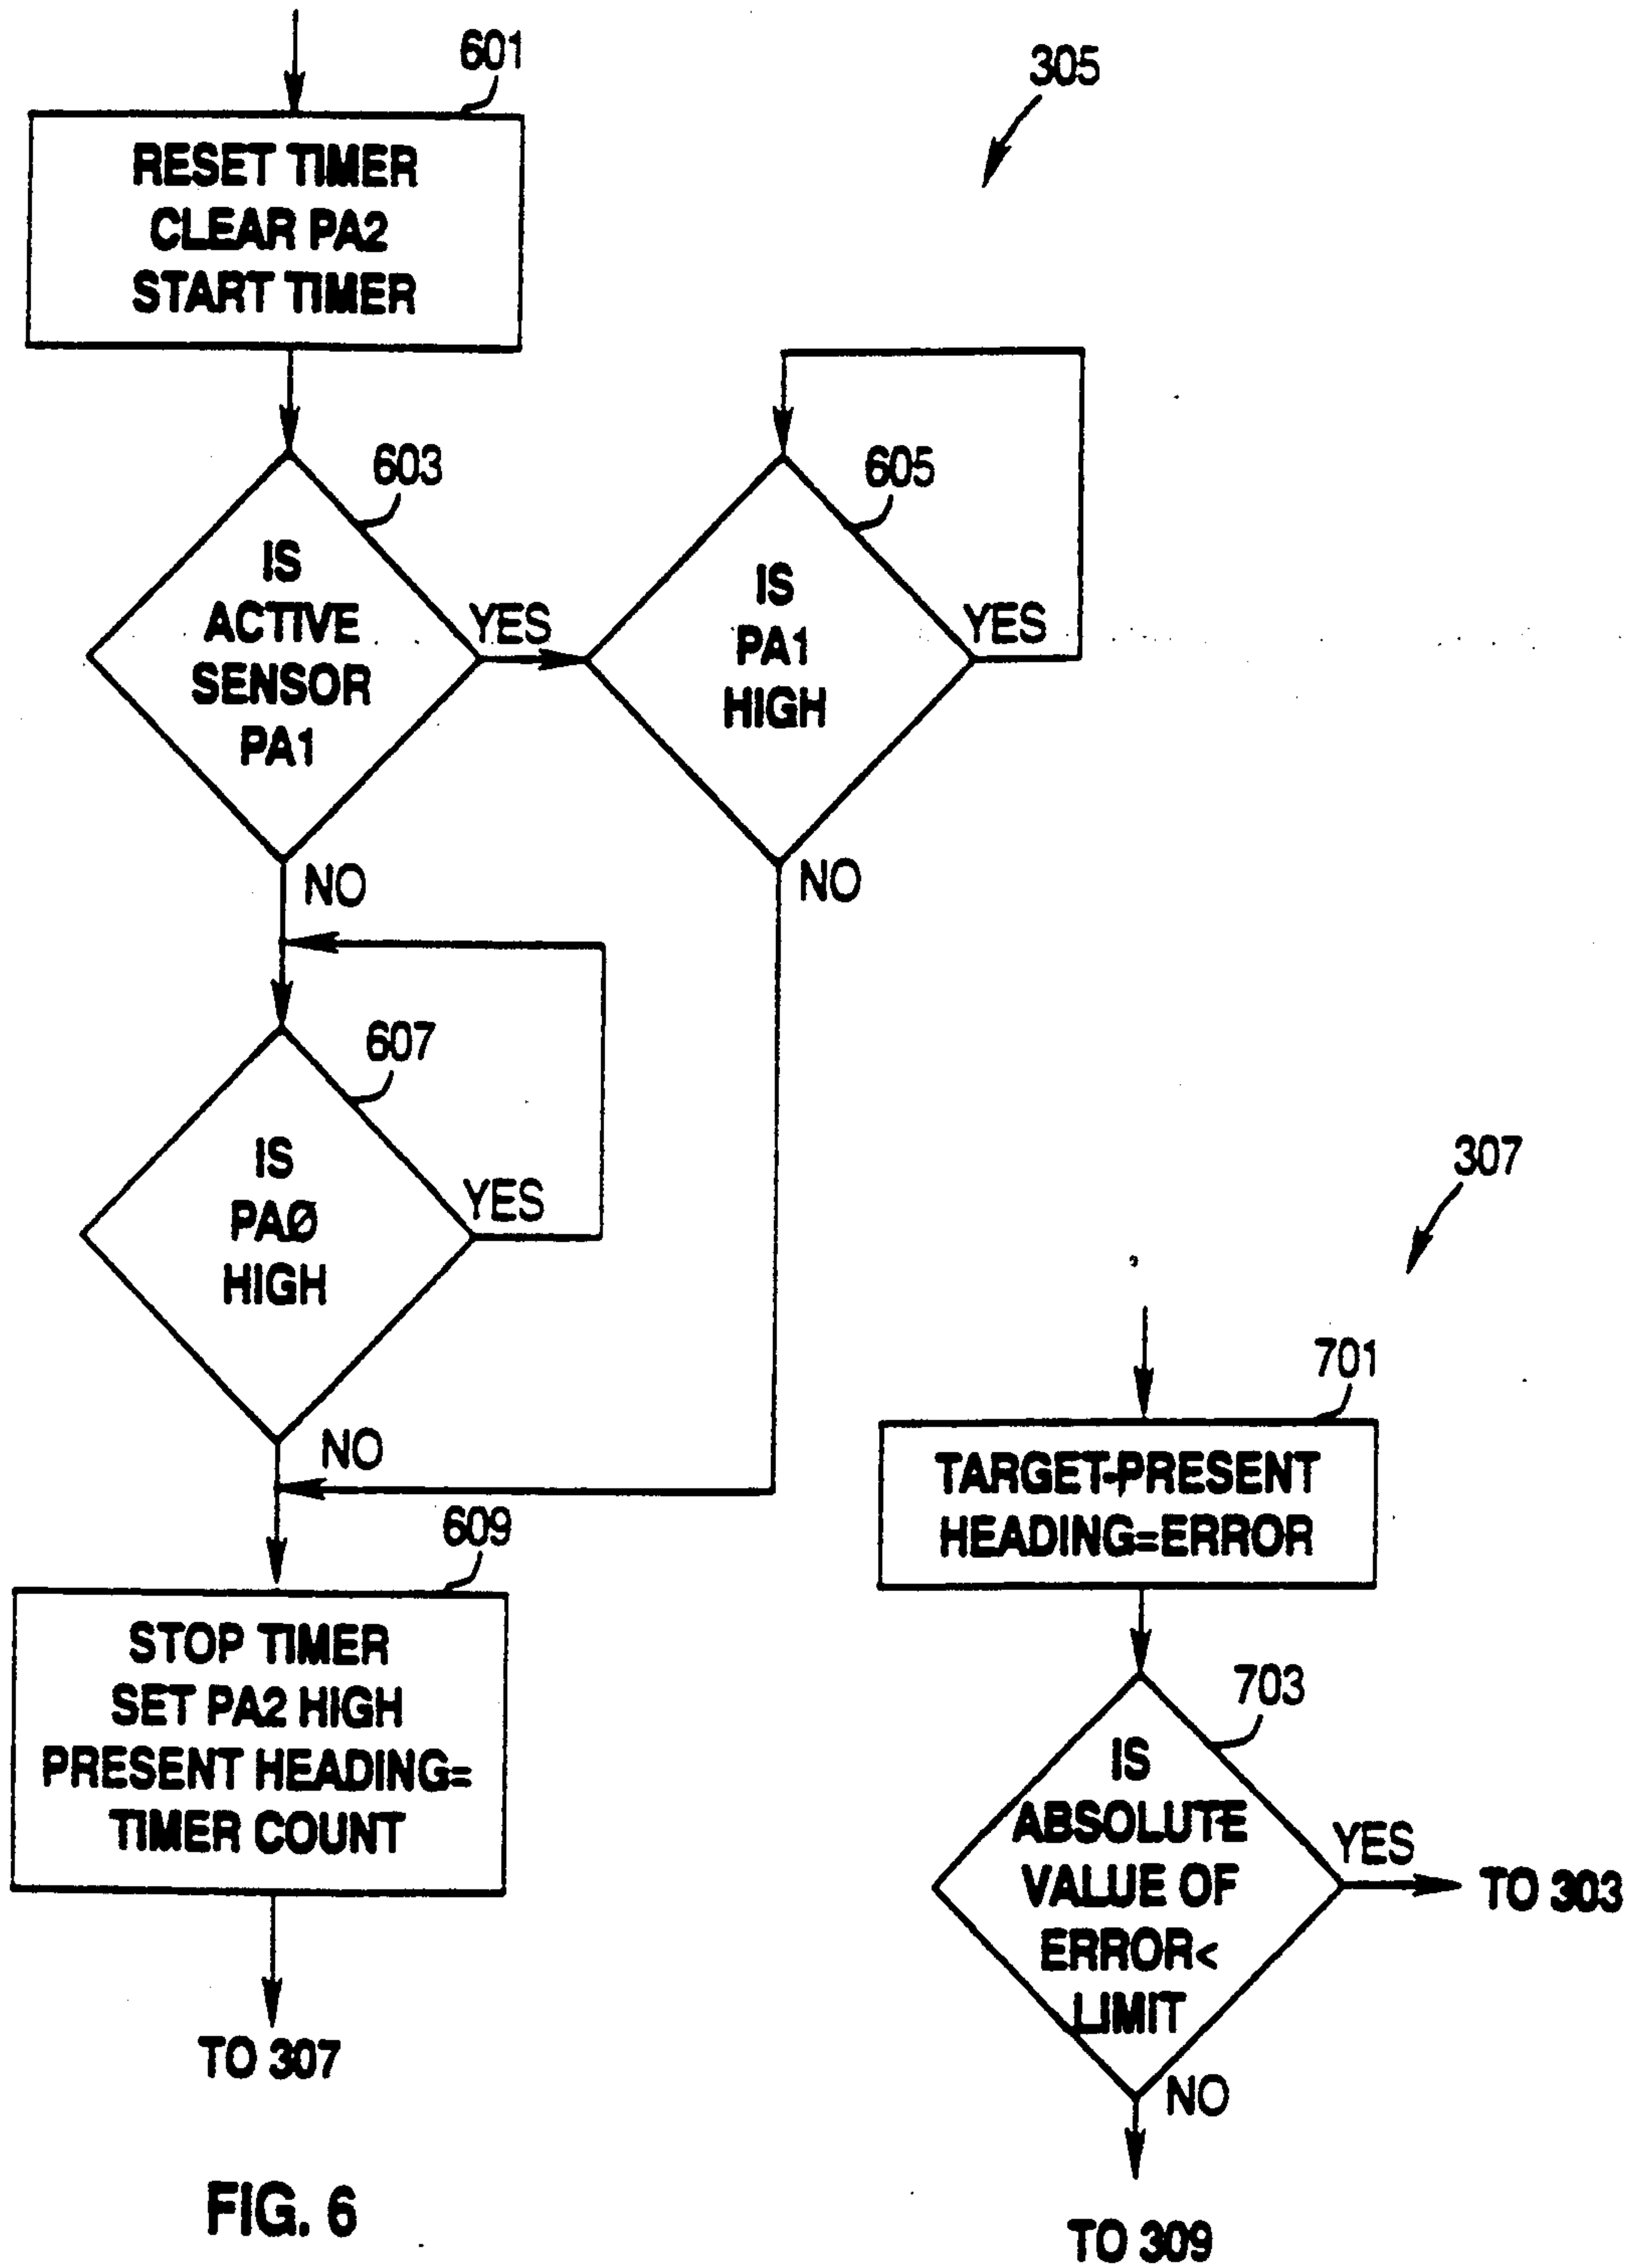 601
305
RESET TIMER
CLEAR PA2
START TIMER
603
605
IS
ACTIVE
SENSOR
PA1
YES
IS
PA1
HIGH
YES
NO
NO
607
IS
PAØ
HIGH
YES
NO
609
STOP TIMER
SET PA2 HIGH
PRESENT HEADING=
TIMER COUNT
TO 307
FIG. 6
307
701
TARGET-PRESENT
HEADING=ERROR
703
IS
ABSOLUTE
VALUE OF
ERROR<
LIMIT
YES
TO 303
NO
TO 309